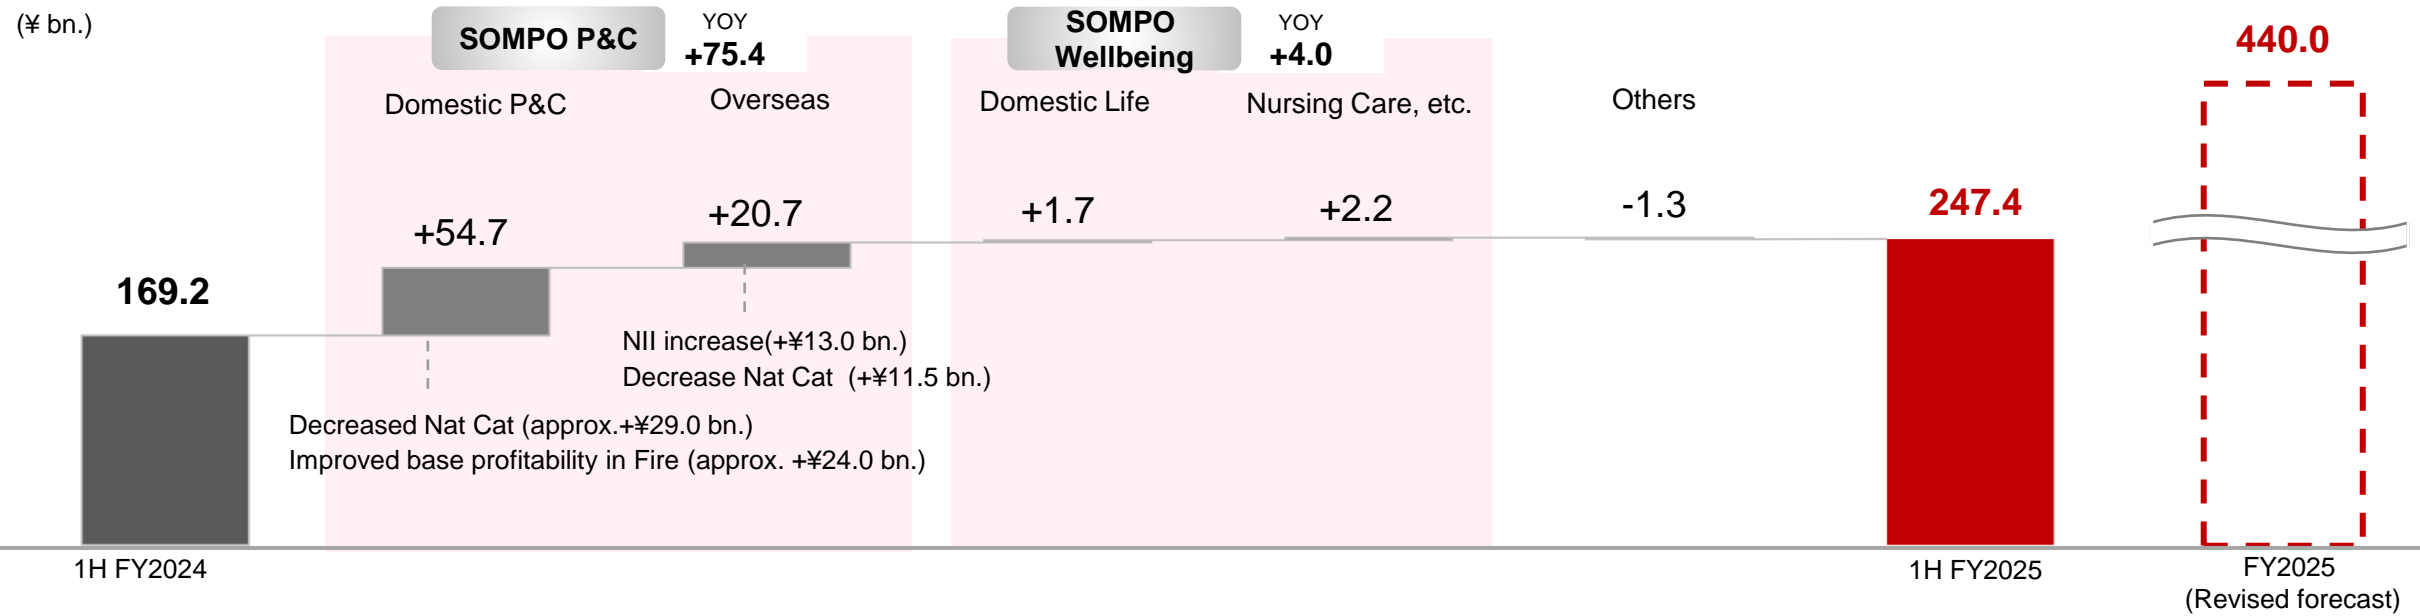 (¥ bn.)
SOMPO P&C
YOY
+75.4
SOMPO
Wellbeing
YOY
+4.0
440.0
Domestic P&C
Overseas
Domestic Life
Nursing Care, etc.
Others
169.2
+54.7
+20.7
+1.7
+2.2
-1.3
247.4
NII increase(+¥13.0 bn.)
Decrease Nat Cat (+¥11.5 bn.)
Decreased Nat Cat (approx.+¥29.0 bn.)
Improved base profitability in Fire (approx. +¥24.0 bn.)
1H FY2024
1H FY2025
FY2025
(Revised forecast)